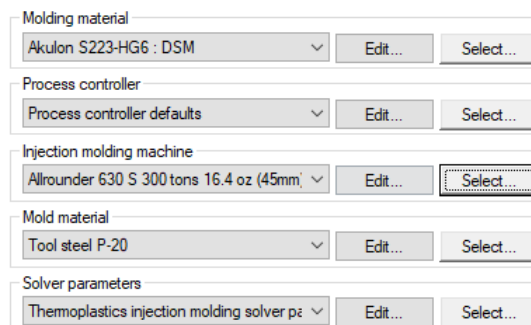 Molding material
Akulon S223-HG6 : DSM Edit... Select...
Process controller
Process controller defaults Edit... Select...
Injection molding machine
Allrounder 630 S 300 tons 16.4 oz (45mm) Edit... Select...
Mold material
Tool steel P-20 Edit... Select...
Solver parameters
Thermoplastics injection molding solver pa Edit... Select...